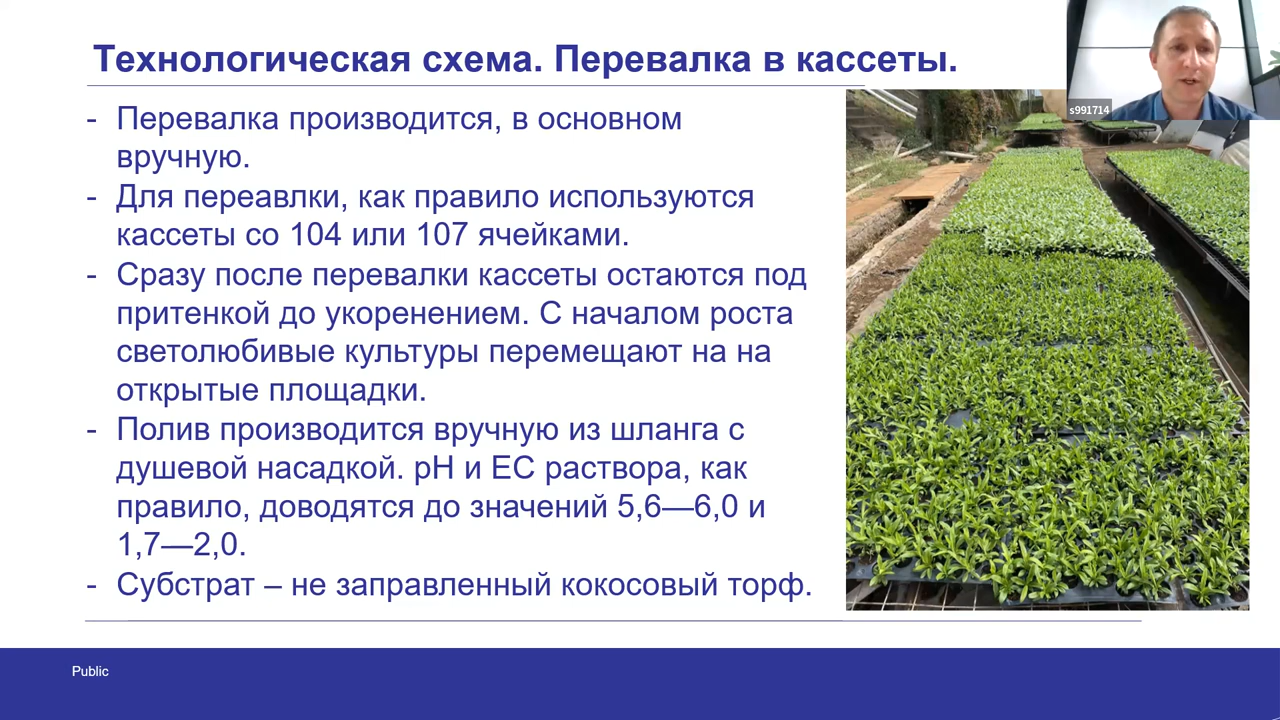 Технологическая схема. Перевалка в кассеты.
s991714
- Перевалка производится, в основном
вручную.
- Для переавлки, как правило используются
кассеты со 104 или 107 ячейками.
- Сразу после перевалки кассеты остаются под
притенкой до укоренением. С началом роста
светолюбивые культуры перемещают на на
открытые площадки.
- Полив производится вручную из шланга с
душевой насадкой. pH и ЕС раствора, как
правило, доводятся до значений 5,6—6,0 и
1,7—2,0.
- Субстрат – не заправленный кокосовый торф.
Public